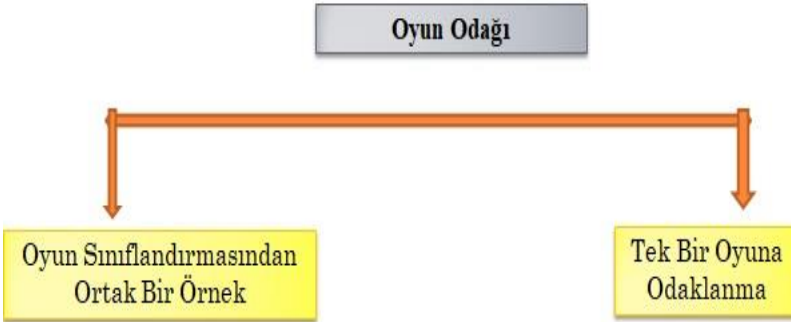 Oyun Odağı
Oyun Sınıflandırmasından
Ortak Bir Örnek
Tek Bir Oyuna
Odaklanma